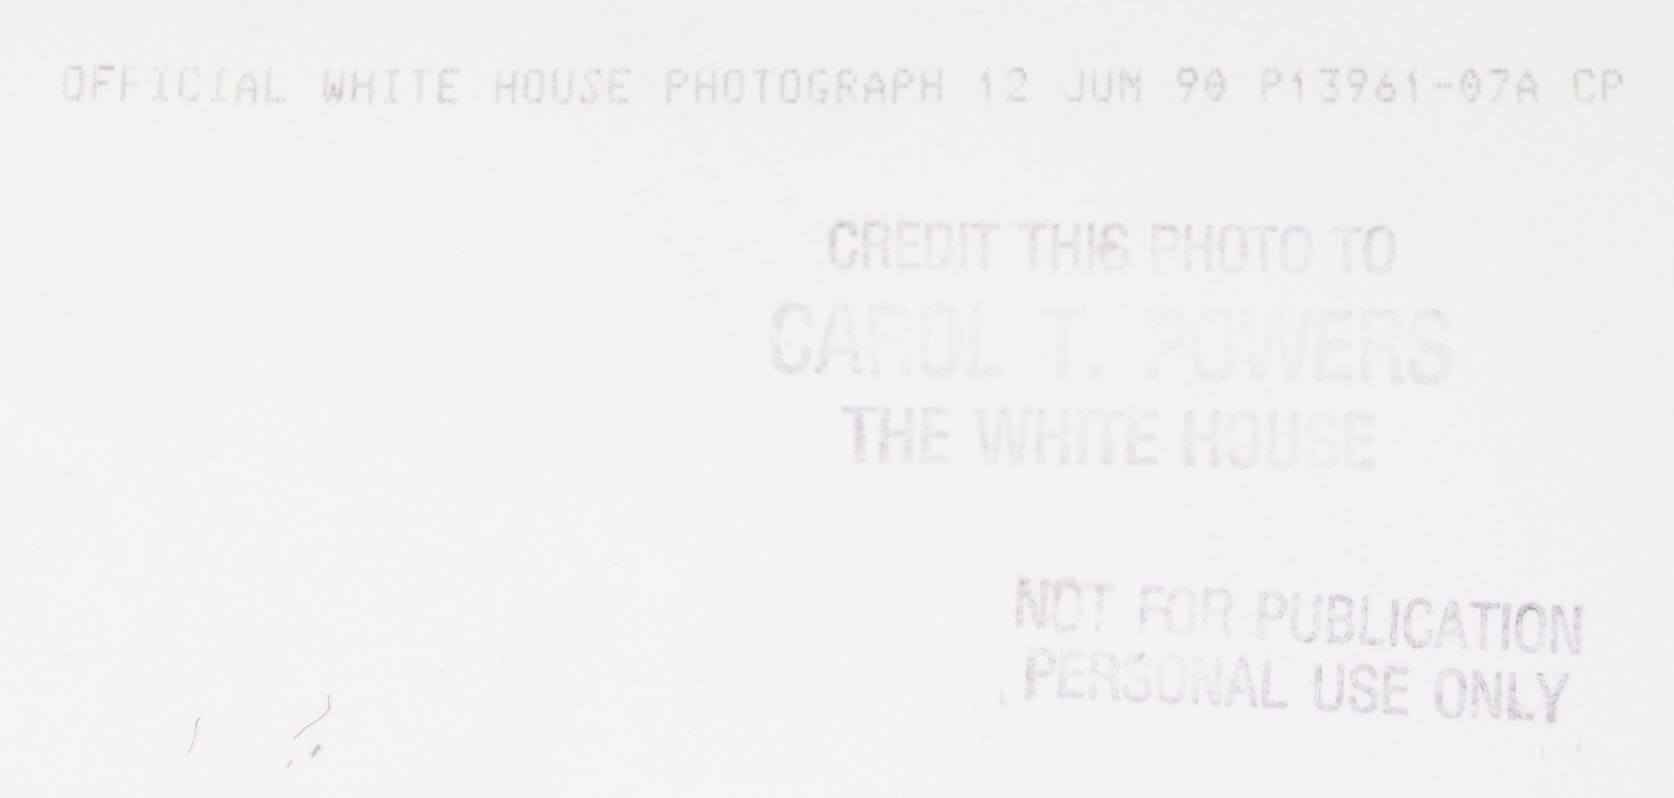 OFFICIAL WHITE HOUSE PHOTOGRAPH 12 JUN 90 P13961-07A CP
CREDIT THIS PHOTO TO
CAROL T. POWERS
THE WHITE HOUSE
NOT FOR PUBLICATION
PERSONAL USE ONLY